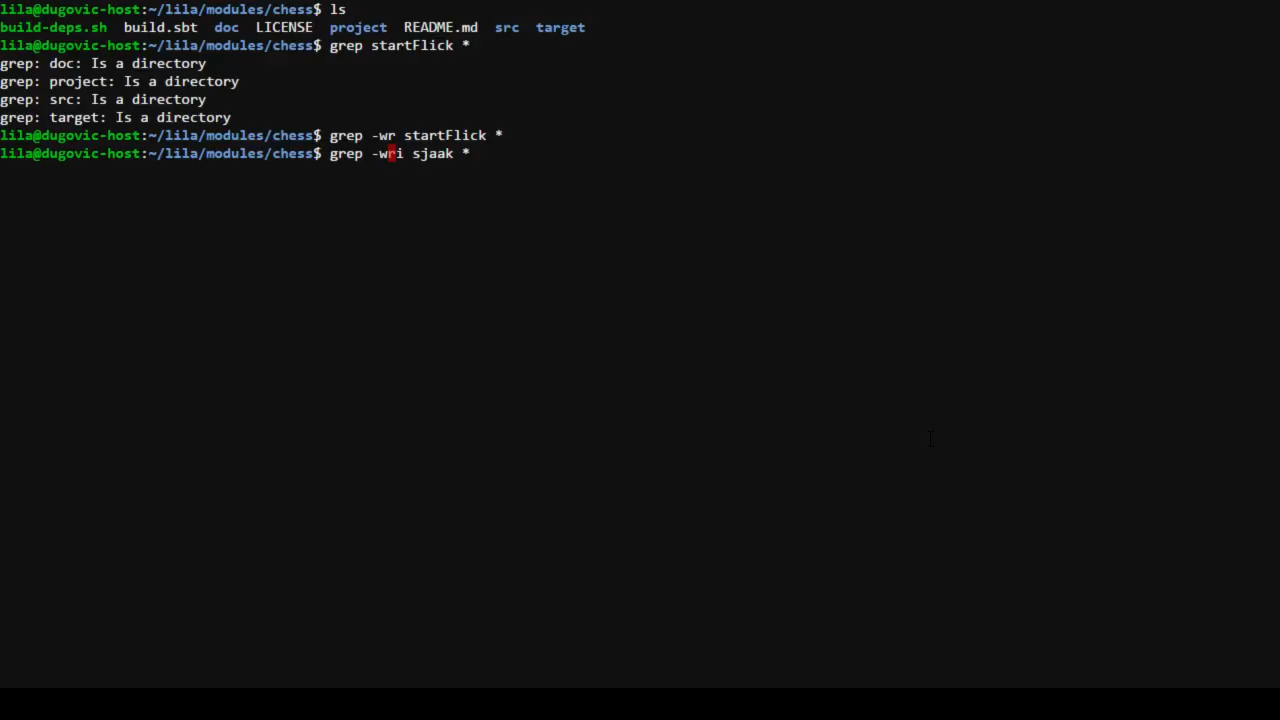 lila@dugovic-host:~/lila/modules/chess$ ls
build-deps.sh  build.sbt  doc  LICENSE  project  README.md  src  target
lila@dugovic-host:~/lila/modules/chess$ grep startFlick *
grep: doc: Is a directory
grep: project: Is a directory
grep: src: Is a directory
grep: target: Is a directory
lila@dugovic-host:~/lila/modules/chess$ grep -wr startFlick *
lila@dugovic-host:~/lila/modules/chess$ grep -wri sjaak *